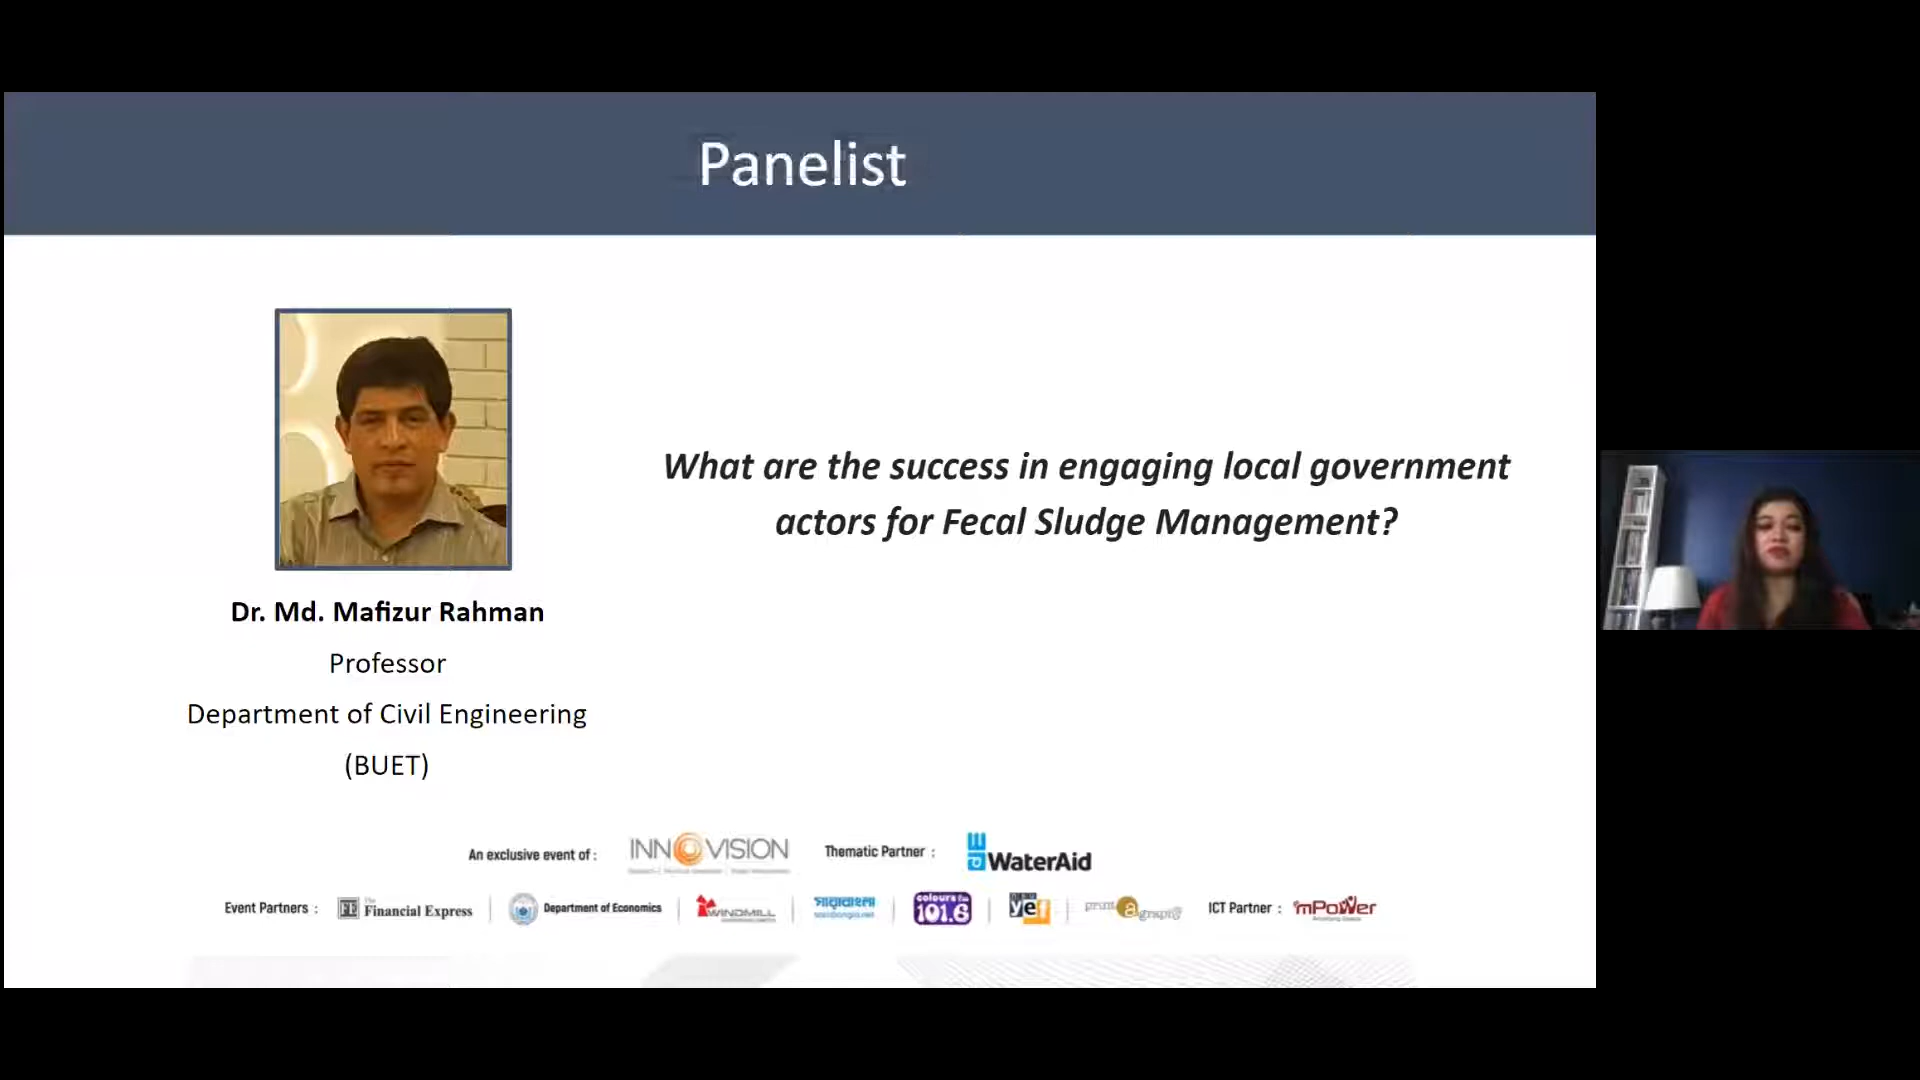 Panelist
What are the success in engaging local government
actors for Fecal Sludge Management?
Dr. Md. Mafizur Rahman
Professor
Department of Civil Engineering
(BUET)
An exclusive event of : INNOVISION Thematic Partner : WaterAid
Event Partners : The Financial Express Department of Economics WINDMILL colours FM 101.6 yef print a graphy ICT Partner : mPower